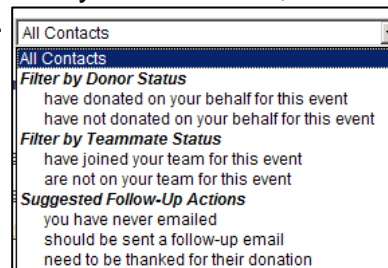 All Contacts
All Contacts
Filter by Donor Status
have donated on your behalf for this event
have not donated on your behalf for this event
Filter by Teammate Status
have joined your team for this event
are not on your team for this event
Suggested Follow-Up Actions
you have never emailed
should be sent a follow-up email
need to be thanked for their donation